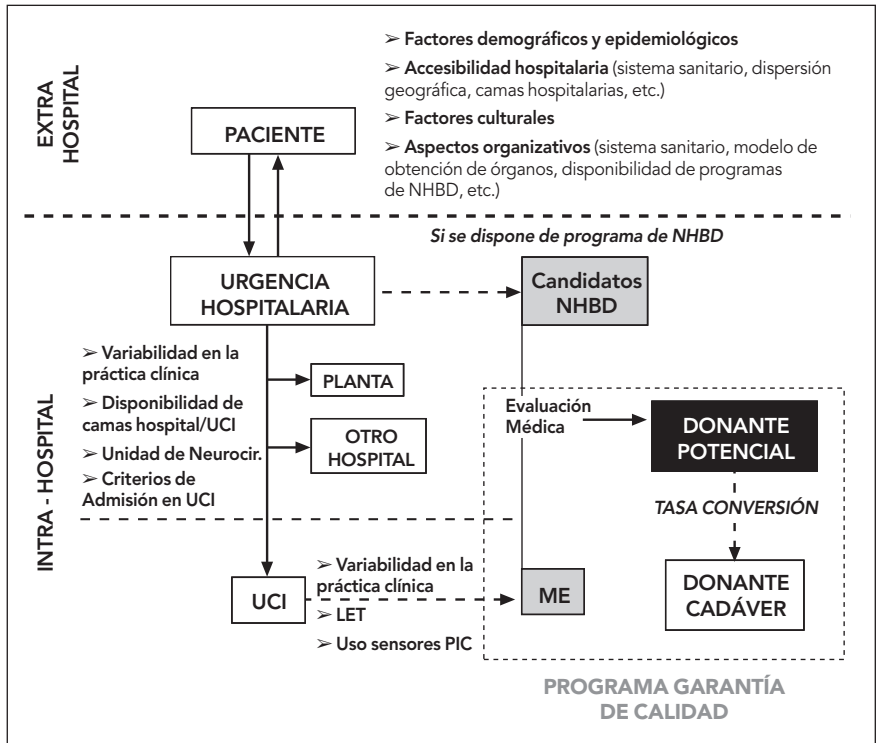 EXTRA
HOSPITAL
PACIENTE
➢ Factores demográficos y epidemiológicos
➢ Accesibilidad hospitalaria (sistema sanitario, dispersión
geográfica, camas hospitalarias, etc.)
➢ Factores culturales
➢ Aspectos organizativos (sistema sanitario, modelo de
obtención de órganos, disponibilidad de programas
de NHBD, etc.)
INTRA - HOSPITAL
Si se dispone de programa de NHBD
URGENCIA
HOSPITALARIA
Candidatos
NHBD
➢ Variabilidad en la
práctica clínica
➢ Disponibilidad de
camas hospital/UCI
➢ Unidad de Neurocir.
➢ Criterios de
Admisión en UCI
PLANTA
OTRO
HOSPITAL
Evaluación
Médica
DONANTE
POTENCIAL
TASA CONVERSIÓN
UCI
➢ Variabilidad en la
práctica clínica
➢ LET
➢ Uso sensores PIC
ME
DONANTE
CADÁVER
PROGRAMA GARANTÍA
DE CALIDAD